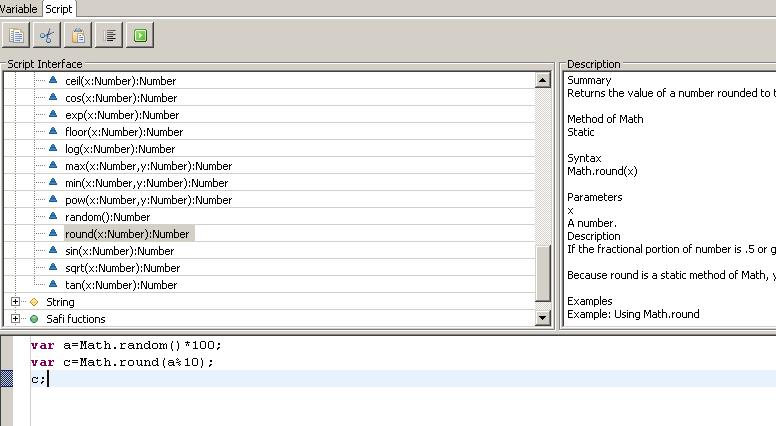 Variable Script
Script Interface
ceil(x:Number):Number
cos(x:Number):Number
exp(x:Number):Number
floor(x:Number):Number
log(x:Number):Number
max(x:Number,y:Number):Number
min(x:Number,y:Number):Number
pow(x:Number,y:Number):Number
random():Number
round(x:Number):Number
sin(x:Number):Number
sqrt(x:Number):Number
tan(x:Number):Number
String
Safi fuctions
Description
Summary
Returns the value of a number rounded to t
Method of Math
Static
Syntax
Math.round(x)
Parameters
x
A number.
Description
If the fractional portion of number is .5 or g
Because round is a static method of Math, y
Examples
Example: Using Math.round
var a=Math.random()*100;
var c=Math.round(a%10);
c;